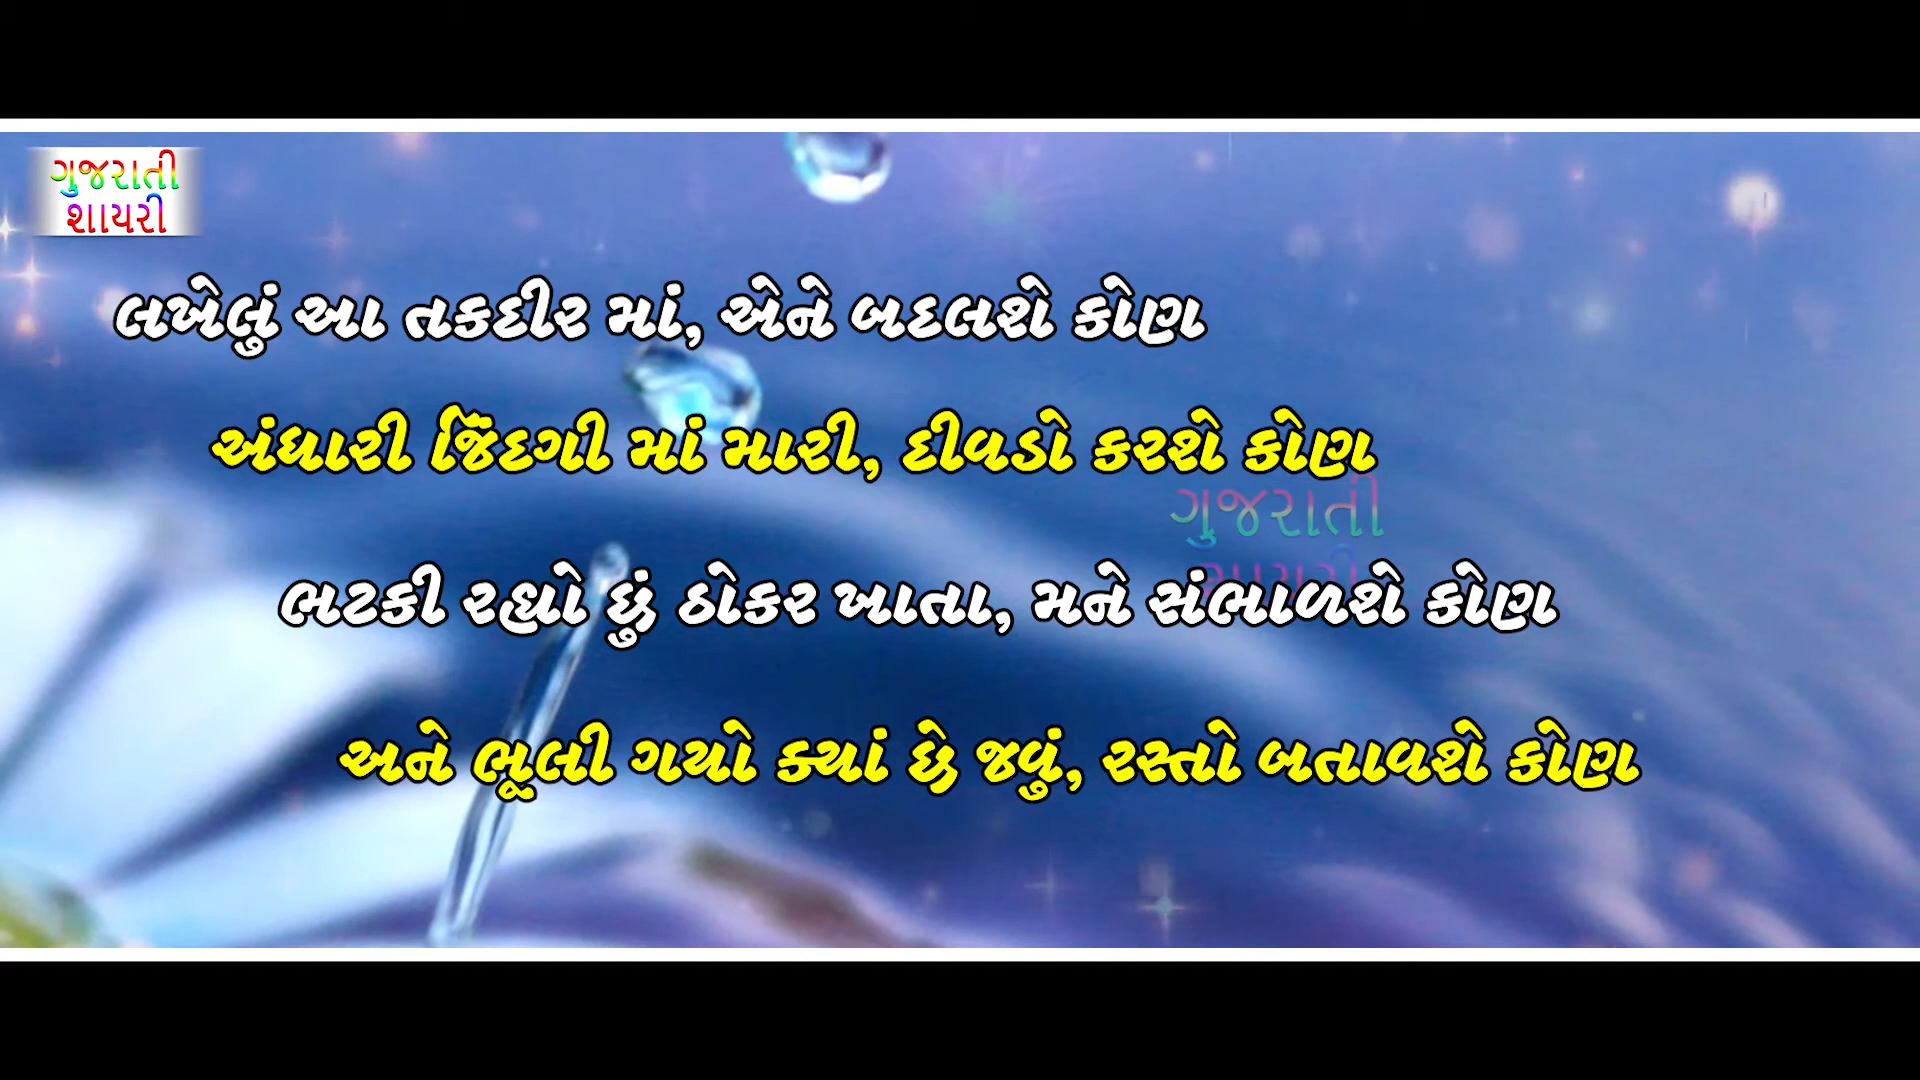 ગુજરાતી
શાયરી
લખેલું આ તકદીર માં, એને બદલશે કોણ
અંધારી જિંદગી માં મારી, દીવડો કરશે કોણ
ગુજરાતી
શાયરી
ભટકી રહ્યો છું ઠોકર ખાતા, મને સંભાળશે કોણ
અને ભૂલી ગયો ક્યાં છે જવું, રસ્તો બતાવશે કોણ